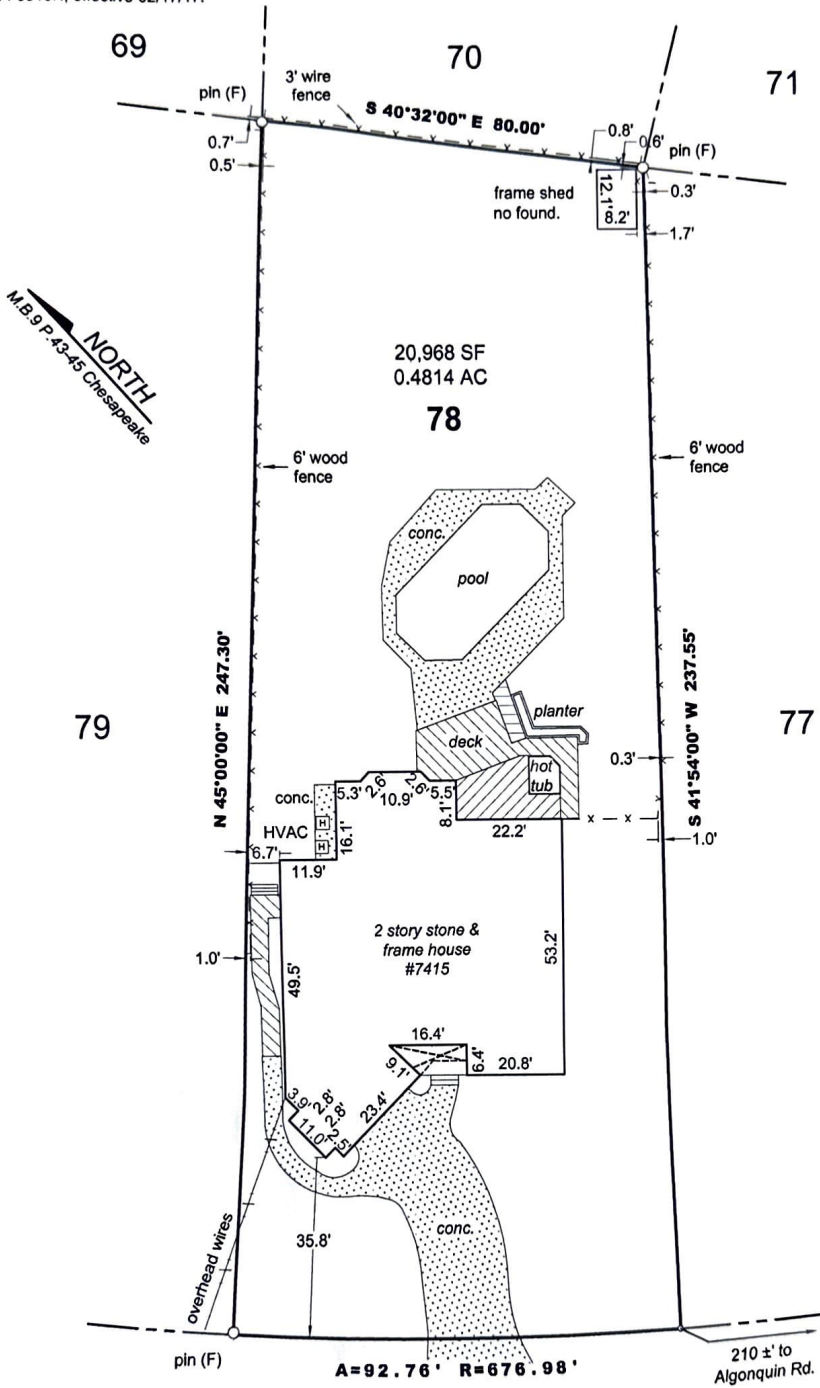 69
70
71
pin (F)
3' wire
fence
S 40°32'00" E 80.00'
0.8'
0.6'
pin (F)
0.7'
0.5'
frame shed
no found.
12.1'
8.2'
0.3'
1.7'
NORTH
M.B.9 P.43-45 Chesapeake
20,968 SF
0.4814 AC
78
6' wood
fence
6' wood
fence
conc.
pool
N 45°00'00" E 247.30'
S 41°54'00" W 237.55'
79
77
planter
deck
hot
tub
0.3'
conc.
5.3'
2.6'
10.9'
2.6'
5.5'
8.1'
HVAC
H
H
16.1'
22.2'
1.0'
6.7'
11.9'
2 story stone &
frame house
#7415
53.2'
1.0'
49.5'
16.4'
6.4'
9.1'
20.8'
3.9'
2.8'
2.8'
11.0'
2.5'
23.4'
overhead wires
35.8'
conc.
pin (F)
A=92.76' R=676.98'
210 ±' to
Algonquin Rd.